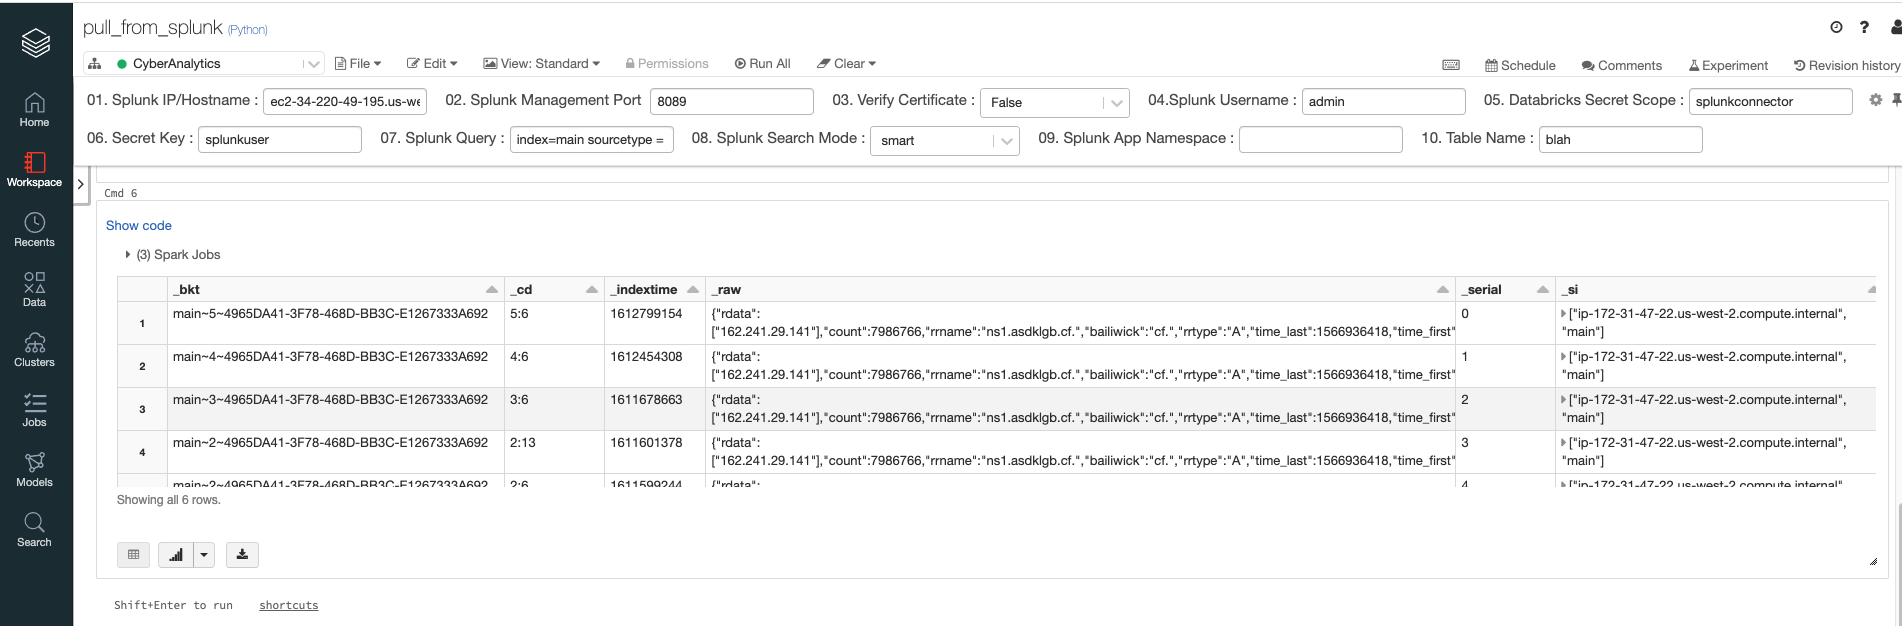 pull_from_splunk (Python)
CyberAnalytics File Edit View: Standard Permissions Run All Clear Schedule Comments Experiment Revision history
01. Splunk IP/Hostname : ec2-34-220-49-195.us-we 02. Splunk Management Port 8089 03. Verify Certificate : False 04.Splunk Username : admin 05. Databricks Secret Scope : splunkconnector
06. Secret Key : splunkuser 07. Splunk Query : index=main sourcetype = 08. Splunk Search Mode : smart 09. Splunk App Namespace : 10. Table Name : blah
Home
Workspace
Recents
Data
Clusters
Jobs
Models
Search
Cmd 6
Show code
(3) Spark Jobs
_bkt _cd _indextime _raw _serial _si
1 main~5~4965DA41-3F78-468D-BB3C-E1267333A692 5:6 1612799154 {"rdata": 0 ["ip-172-31-47-22.us-west-2.compute.internal",
["162.241.29.141"],"count":7986766,"rrname":"ns1.asdklgb.cf.","bailiwick":"cf.","rrtype":"A","time_last":1566936418,"time_first" "main"]
2 main~4~4965DA41-3F78-468D-BB3C-E1267333A692 4:6 1612454308 {"rdata": 1 ["ip-172-31-47-22.us-west-2.compute.internal",
["162.241.29.141"],"count":7986766,"rrname":"ns1.asdklgb.cf.","bailiwick":"cf.","rrtype":"A","time_last":1566936418,"time_first" "main"]
3 main~3~4965DA41-3F78-468D-BB3C-E1267333A692 3:6 1611678663 {"rdata": 2 ["ip-172-31-47-22.us-west-2.compute.internal",
["162.241.29.141"],"count":7986766,"rrname":"ns1.asdklgb.cf.","bailiwick":"cf.","rrtype":"A","time_last":1566936418,"time_first" "main"]
4 main~2~4965DA41-3F78-468D-BB3C-E1267333A692 2:13 1611601378 {"rdata": 3 ["ip-172-31-47-22.us-west-2.compute.internal",
["162.241.29.141"],"count":7986766,"rrname":"ns1.asdklgb.cf.","bailiwick":"cf.","rrtype":"A","time_last":1566936418,"time_first" "main"]
main~2~4965DA41-3F78-468D-BB3C-E1267333A692 2:6 1611599244 {"rdata": 4 ["ip-172-31-47-22.us-west-2.compute.internal",
Showing all 6 rows.
Shift+Enter to run shortcuts